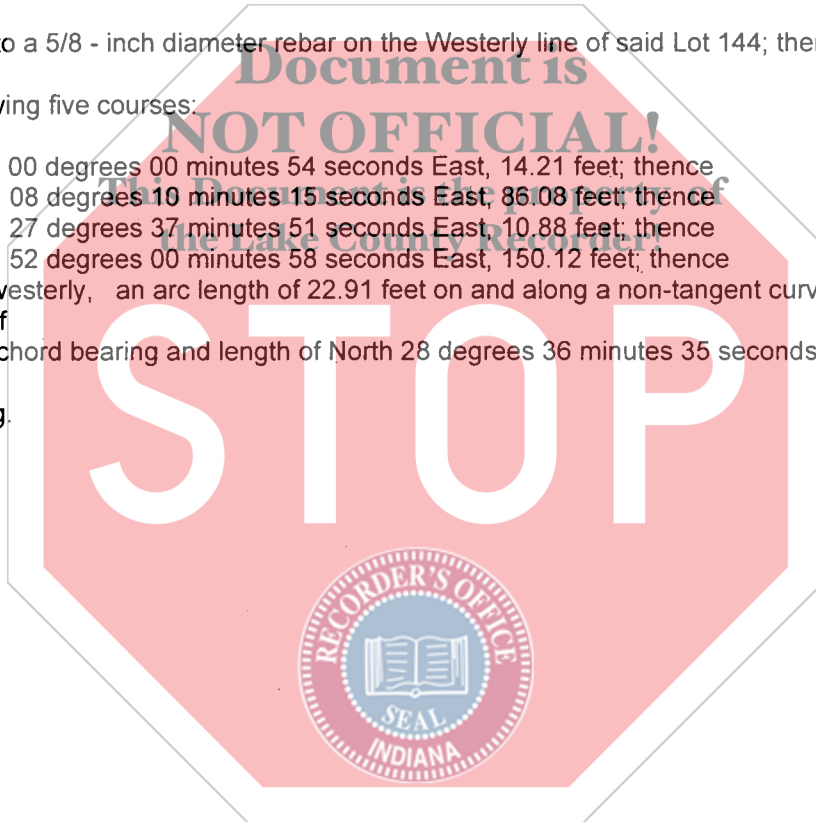 o a 5/8 - inch diameter rebar on the Westerly line of said Lot 144; ther
Document is
ving five courses:
NOT OFFICIAL!
00 degrees 00 minutes 54 seconds East, 14.21 feet; thence
This Document is the property of
08 degrees 10 minutes 15 seconds East, 86.08 feet; thence
27 degrees 37 minutes 51 seconds East, 10.88 feet; thence
the Lake County Recorder!
52 degrees 00 minutes 58 seconds East, 150.12 feet; thence
westerly, an arc length of 22.91 feet on and along a non-tangent curv
f
chord bearing and length of North 28 degrees 36 minutes 35 seconds
g.
STOP
RECORDER'S OFFICE
SEAL
INDIANA